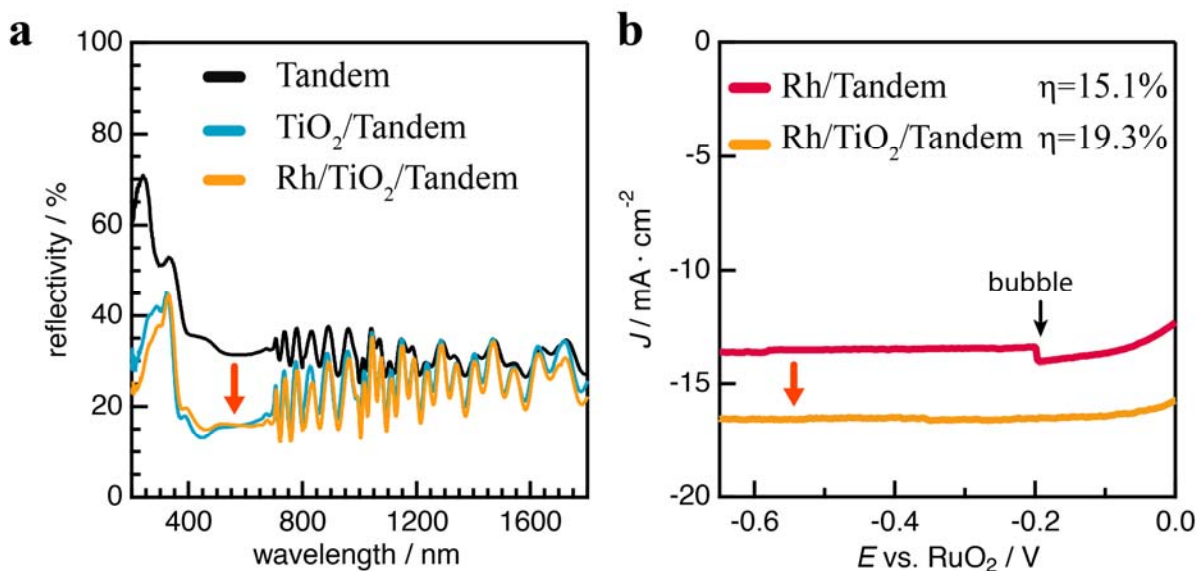 a
100
80
60
40
20
0
reflectivity / %
Tandem
TiO₂/Tandem
Rh/TiO₂/Tandem
400 800 1200 1600
wavelength / nm
b
0
-5
-10
-15
-20
J / mA · cm⁻²
Rh/Tandem η=15.1%
Rh/TiO₂/Tandem η=19.3%
bubble
-0.6 -0.4 -0.2 0.0
E vs. RuO₂ / V